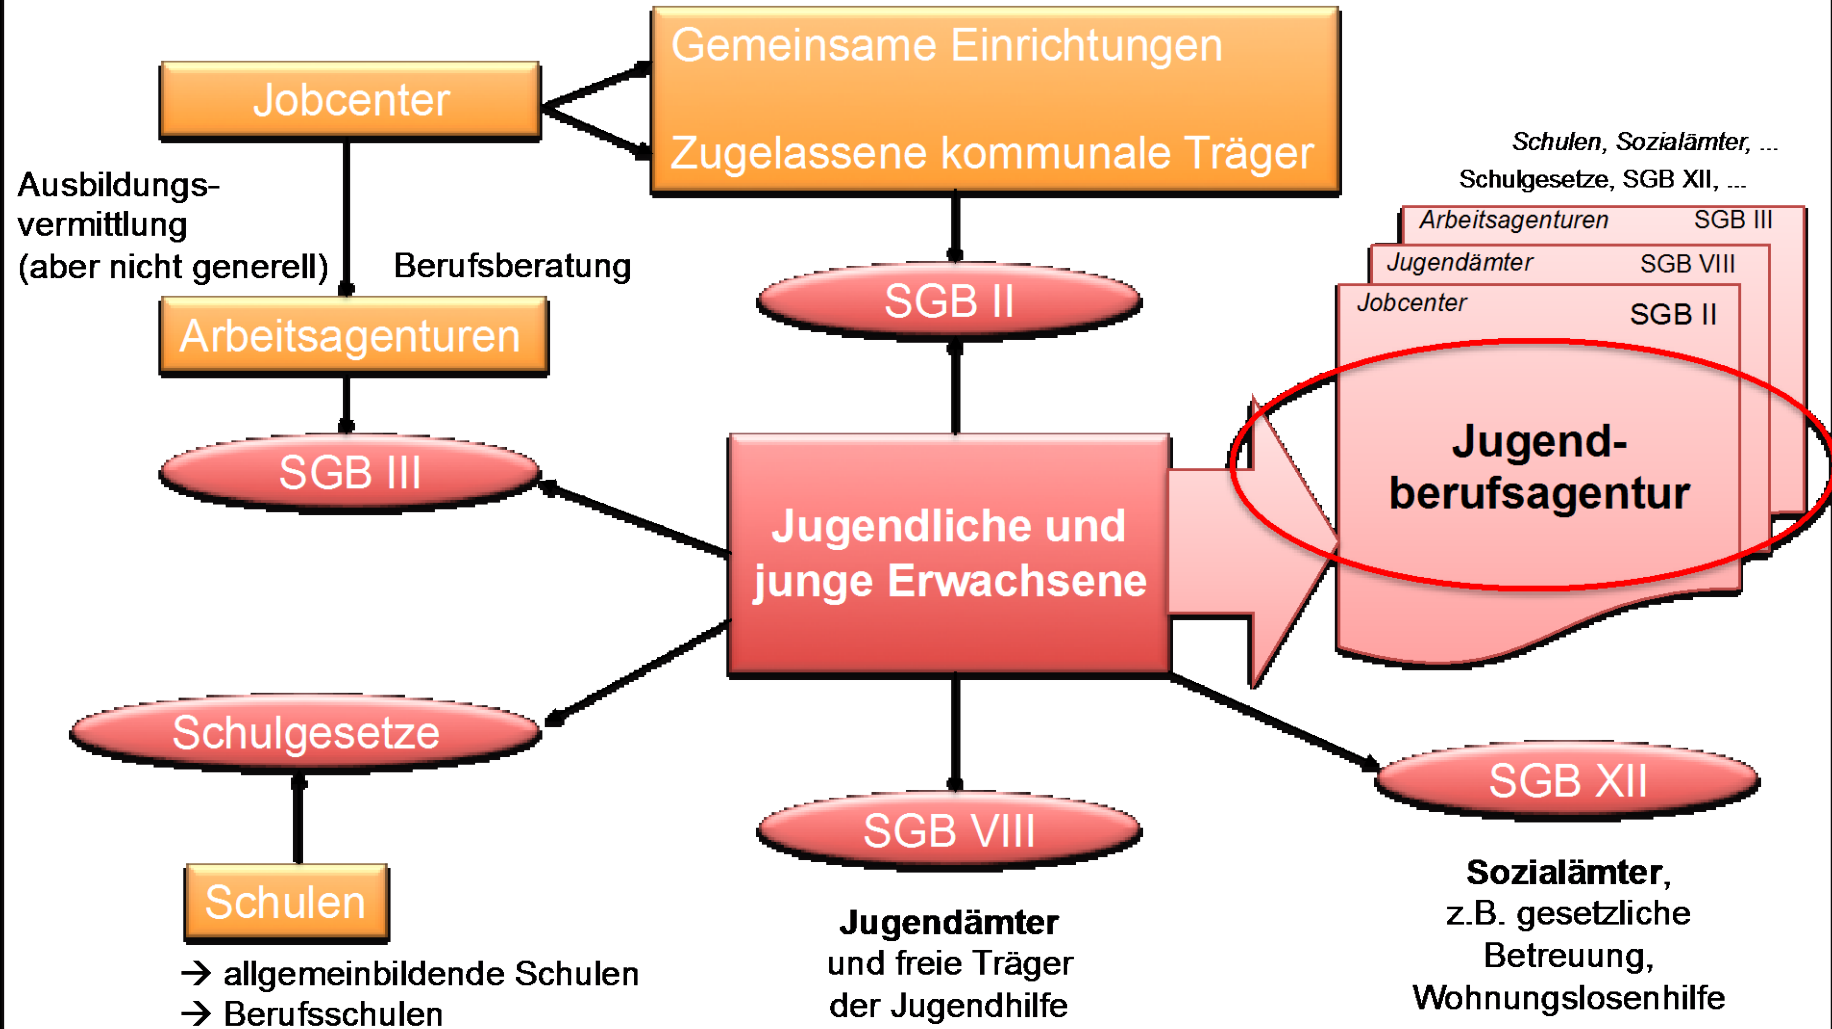 Gemeinsame Einrichtungen
Jobcenter
Zugelassene kommunale Träger
Schulen, Sozialämter, ...
Schulgesetze, SGB XII, ...
Ausbildungs-
vermittlung
(aber nicht generell)
Berufsberatung
Arbeitsagenturen SGB III
Jugendämter SGB VIII
Jobcenter SGB II
SGB II
Arbeitsagenturen
Jugend-
berufsagentur
SGB III
Jugendliche und
junge Erwachsene
Schulgesetze
SGB XII
SGB VIII
Schulen
→ allgemeinbildende Schulen
→ Berufsschulen
Jugendämter
und freie Träger
der Jugendhilfe
Sozialämter,
z.B. gesetzliche
Betreuung,
Wohnungslosenhilfe